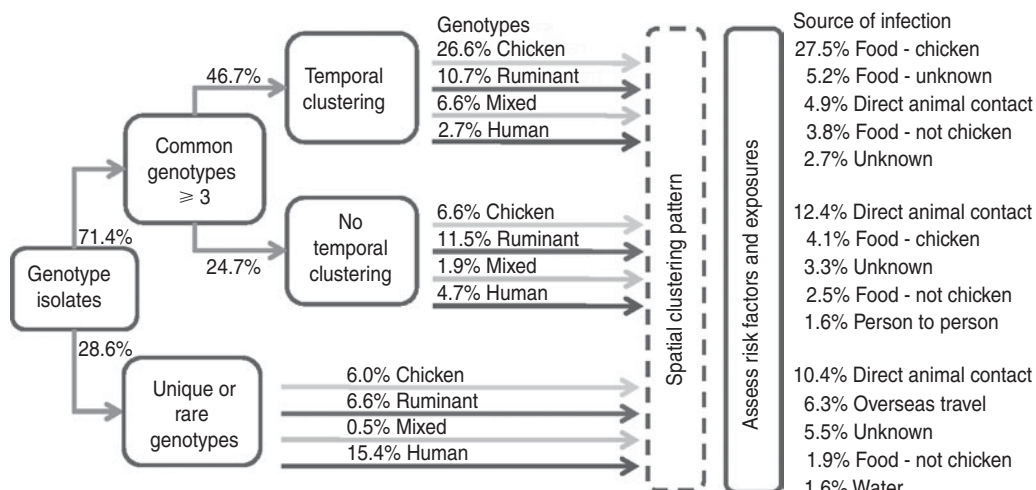 Genotype isolates
71.4%
28.6%
Common genotypes ≥ 3
46.7%
24.7%
Unique or rare genotypes
Temporal clustering
No temporal clustering
Genotypes
26.6% Chicken
10.7% Ruminant
6.6% Mixed
2.7% Human
6.6% Chicken
11.5% Ruminant
1.9% Mixed
4.7% Human
6.0% Chicken
6.6% Ruminant
0.5% Mixed
15.4% Human
Spatial clustering pattern
Assess risk factors and exposures
Source of infection
27.5% Food - chicken
5.2% Food - unknown
4.9% Direct animal contact
3.8% Food - not chicken
2.7% Unknown
12.4% Direct animal contact
4.1% Food - chicken
3.3% Unknown
2.5% Food - not chicken
1.6% Person to person
10.4% Direct animal contact
6.3% Overseas travel
5.5% Unknown
1.9% Food - not chicken
1.6% Water